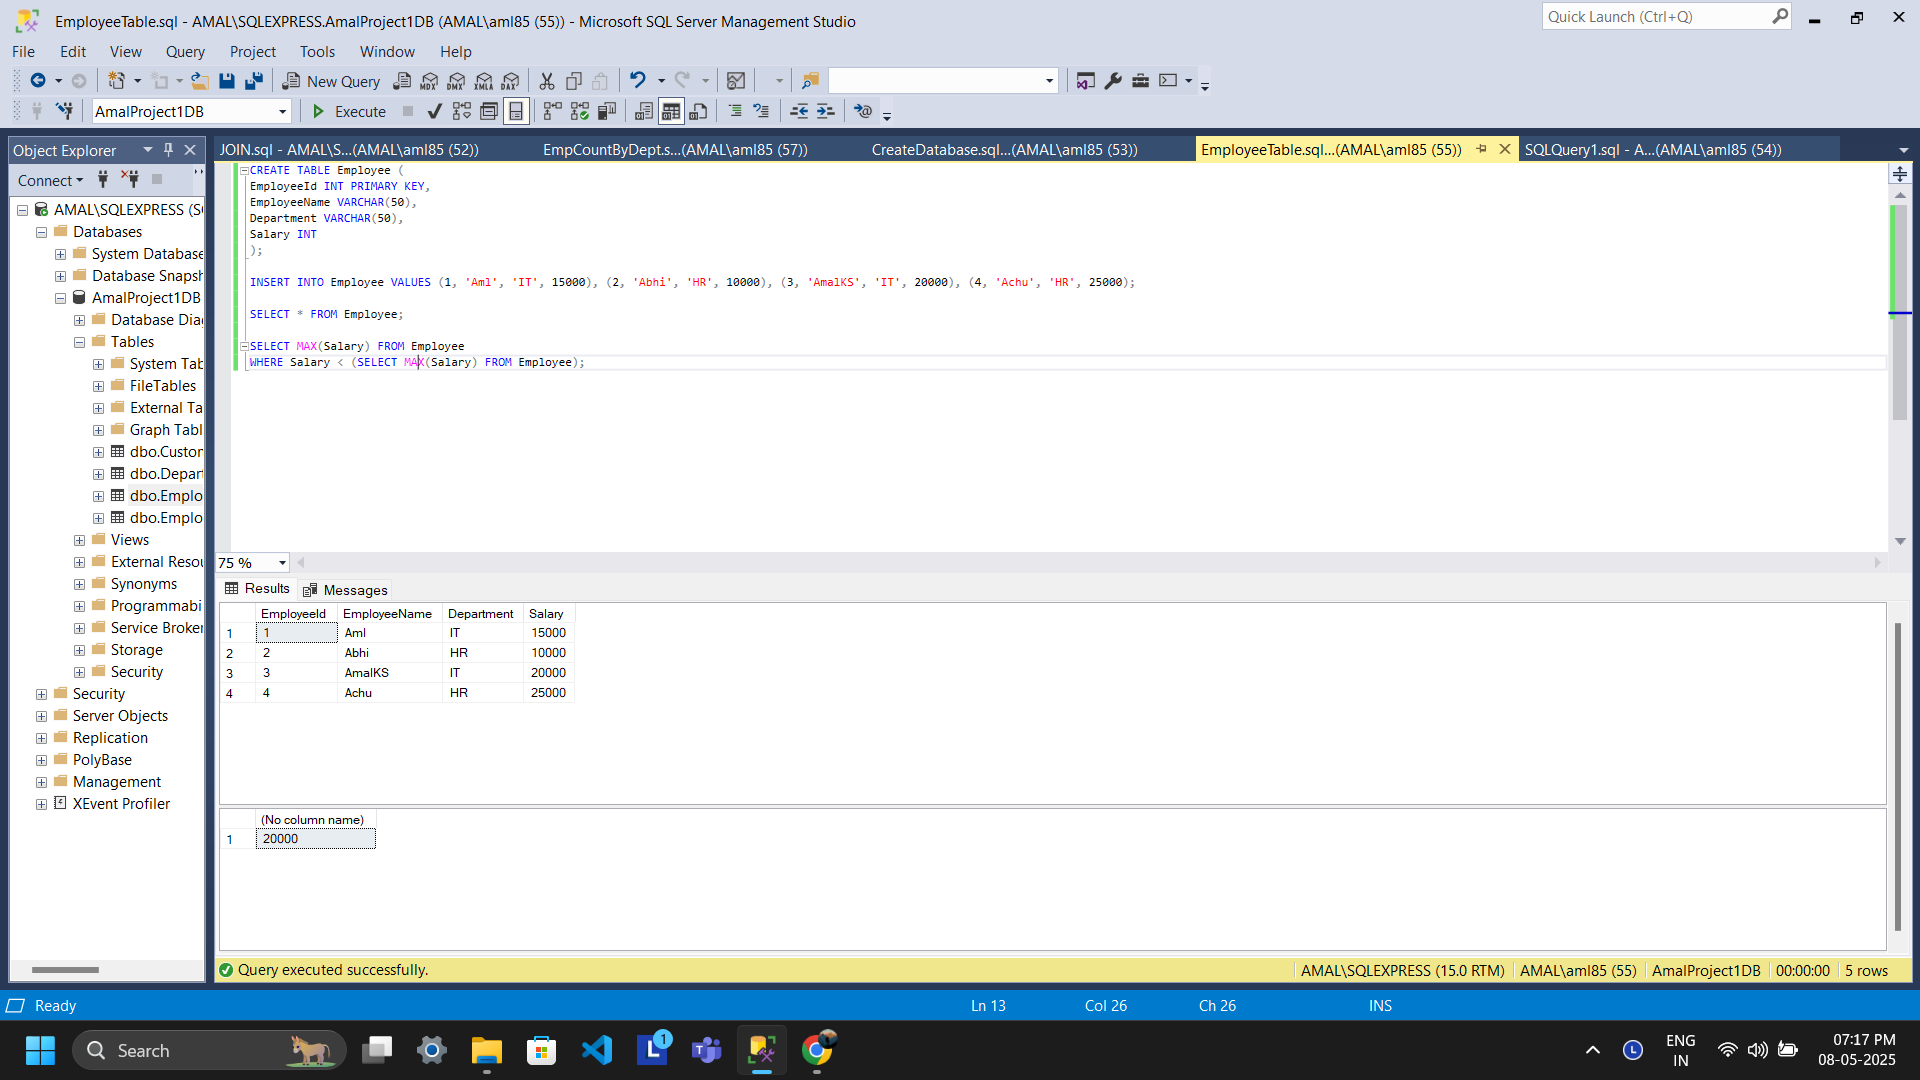 EmployeeTable.sql - AMAL\SQLEXPRESS.AmalProject1DB (AMAL\aml85 (55)) - Microsoft SQL Server Management Studio
Quick Launch (Ctrl+Q)
File Edit View Query Project Tools Window Help
New Query MDX DMX XMLA DAX
AmalProject1DB Execute
Object Explorer
Connect
AMAL\SQLEXPRESS (S
Databases
System Database
Database Snapsh
AmalProject1DB
Database Dia
Tables
System Tab
FileTables
External Ta
Graph Tabl
dbo.Custor
dbo.Depart
dbo.Emplo
dbo.Emplo
Views
External Resou
Synonyms
Programmabi
Service Broker
Storage
Security
Security
Server Objects
Replication
PolyBase
Management
XEvent Profiler
JOIN.sql - AMAL\S...(AMAL\aml85 (52)) EmpCountByDept.s...(AMAL\aml85 (57)) CreateDatabase.sql...(AMAL\aml85 (53)) EmployeeTable.sql...(AMAL\aml85 (55)) SQLQuery1.sql - A...(AMAL\aml85 (54))
CREATE TABLE Employee (
EmployeeId INT PRIMARY KEY,
EmployeeName VARCHAR(50),
Department VARCHAR(50),
Salary INT
);
INSERT INTO Employee VALUES (1, 'Aml', 'IT', 15000), (2, 'Abhi', 'HR', 10000), (3, 'AmalKS', 'IT', 20000), (4, 'Achu', 'HR', 25000);
SELECT * FROM Employee;
SELECT MAX(Salary) FROM Employee
WHERE Salary < (SELECT MAX(Salary) FROM Employee);
75 %
Results Messages
EmployeeId EmployeeName Department Salary
1 1 Aml IT 15000
2 2 Abhi HR 10000
3 3 AmalKS IT 20000
4 4 Achu HR 25000
(No column name)
1 20000
Query executed successfully. AMAL\SQLEXPRESS (15.0 RTM) AMAL\aml85 (55) AmalProject1DB 00:00:00 5 rows
Ready Ln 13 Col 26 Ch 26 INS
Search
1
L
ENG
IN
07:17 PM
08-05-2025